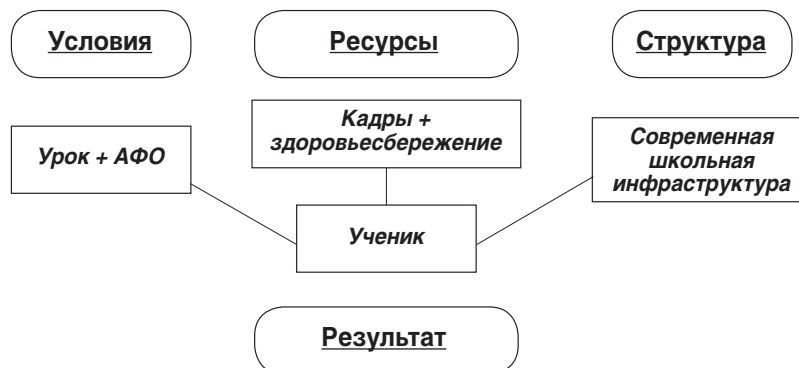 Условия
Ресурсы
Структура
Урок + АФО
Кадры +
здоровьесбережение
Современная
школьная
инфраструктура
Ученик
Результат